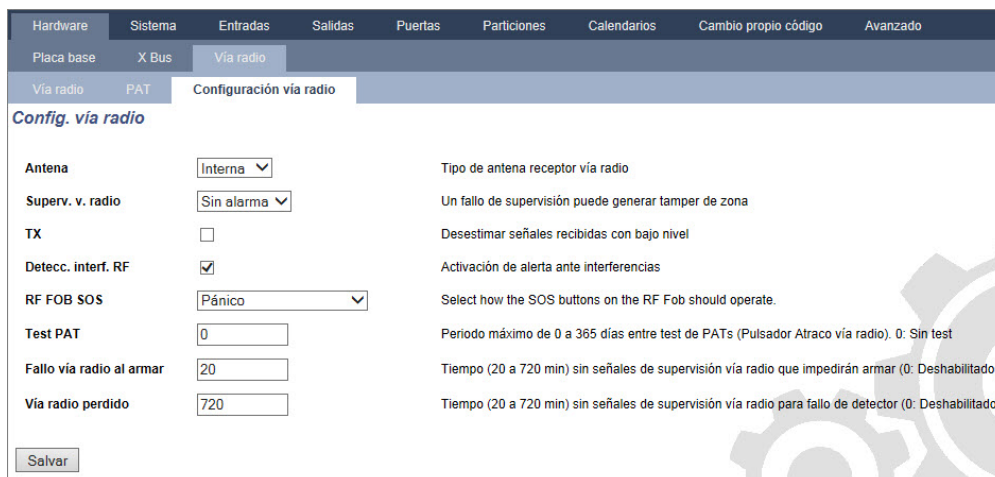 Hardware Sistema Entradas Salidas Puertas Particiones Calendarios Cambio propio código Avanzado
Placa base X Bus Vía radio
Vía radio PAT Configuración vía radio
Config. vía radio
Antena Interna Tipo de antena receptor vía radio
Superv. v. radio Sin alarma Un fallo de supervisión puede generar tamper de zona
TX Desestimar señales recibidas con bajo nivel
Detecc. interf. RF Activación de alerta ante interferencias
RF FOB SOS Pánico Select how the SOS buttons on the RF Fob should operate.
Test PAT 0 Periodo máximo de 0 a 365 días entre test de PATs (Pulsador Atraco vía radio). 0: Sin test
Fallo vía radio al armar 20 Tiempo (20 a 720 min) sin señales de supervisión vía radio que impedirán armar (0: Deshabilitado
Vía radio perdido 720 Tiempo (20 a 720 min) sin señales de supervisión vía radio para fallo de detector (0: Deshabilitado
Salvar